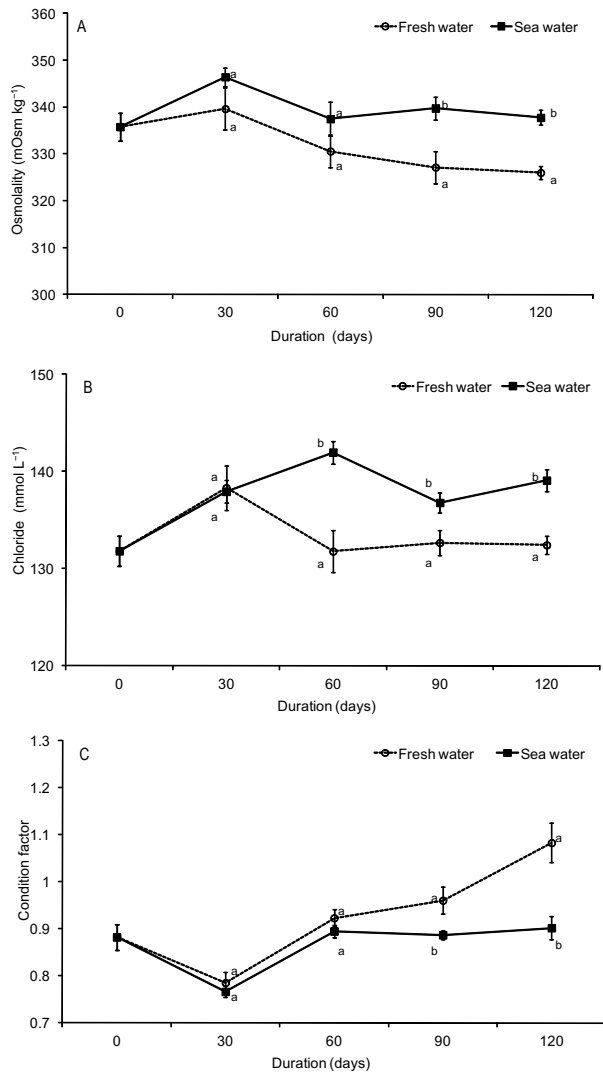 A
Fresh water
Sea water
360
350
340
330
320
310
300
Osmolality (mOsm kg⁻¹)
a
a
a
a
b
a
b
a
0
30
60
90
120
Duration (days)
B
Fresh water
Sea water
150
140
130
120
Chloride (mmol L⁻¹)
a
a
b
a
b
a
b
a
0
30
60
90
120
Duration (days)
C
Fresh water
Sea water
1.3
1.2
1.1
1
0.9
0.8
0.7
Condition factor
a
a
a
a
a
b
a
b
0
30
60
90
120
Duration (days)